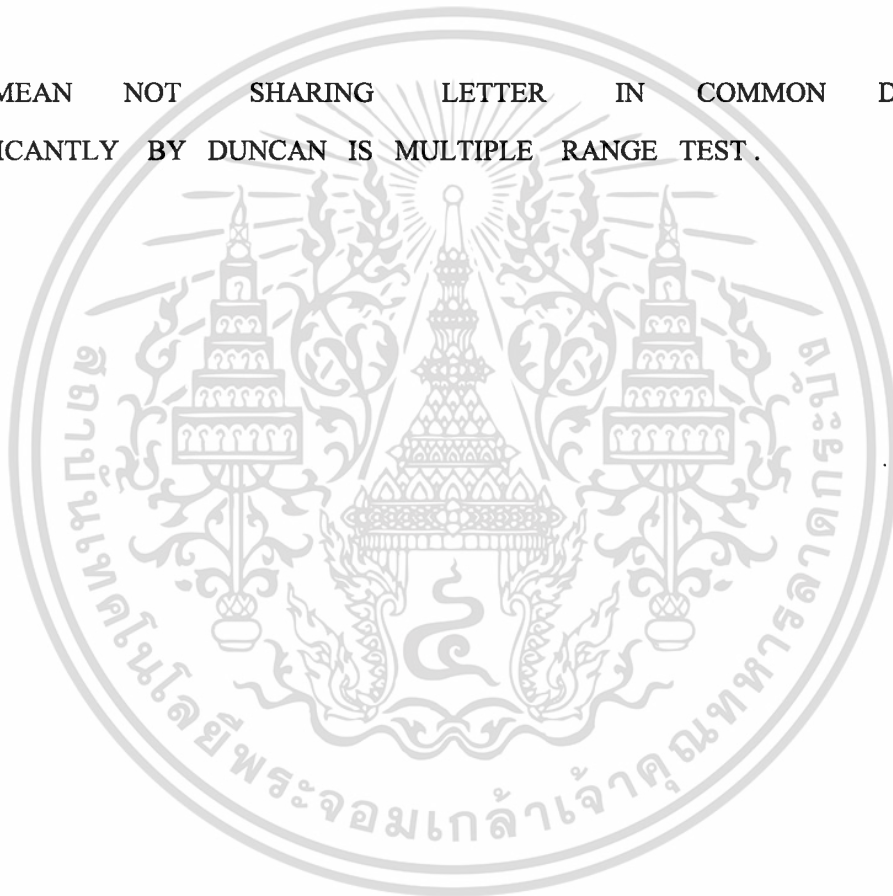 MEAN NOT SHARING LETTER IN COMMON D
ICANTLY BY DUNCAN IS MULTIPLE RANGE TEST.
สถาบันเทคโนโลยีพระจอมเกล้าเจ้าคุณทหารลาดกระบัง